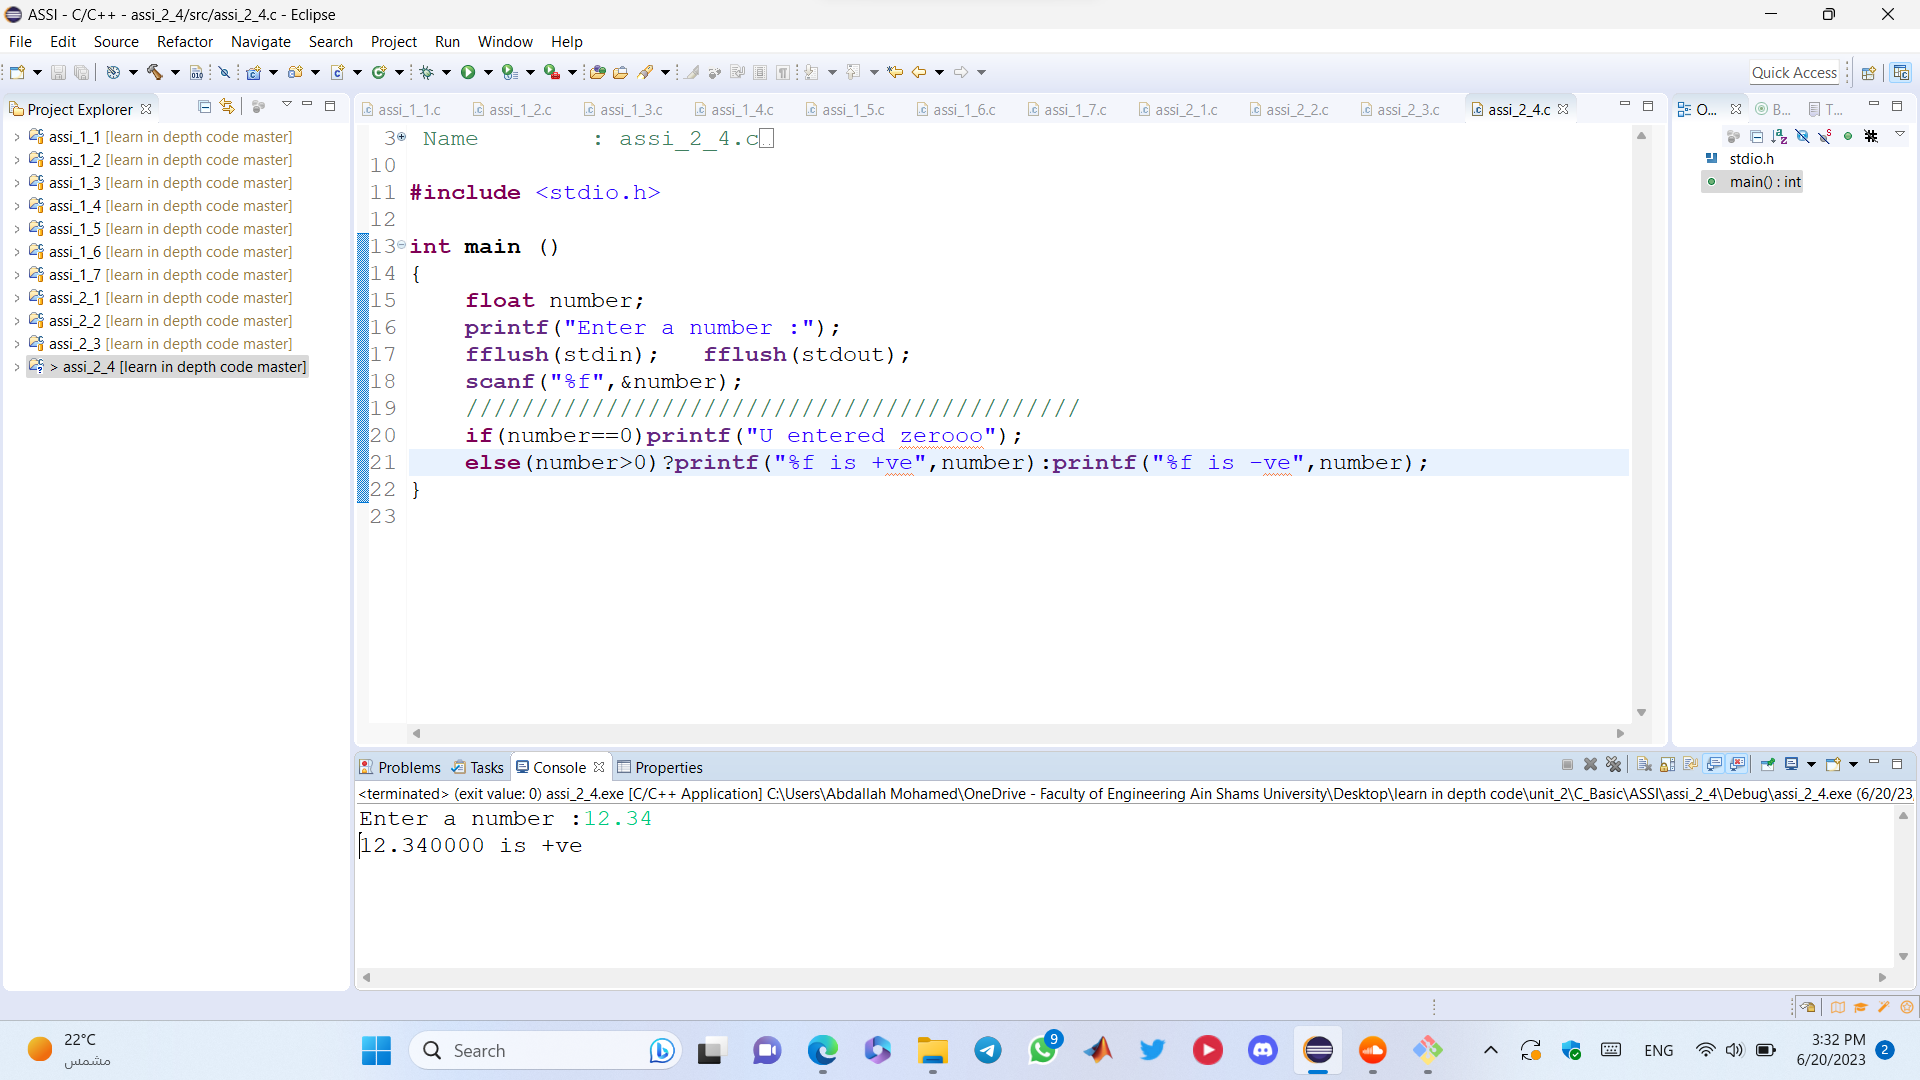 ASSI - C/C++ - assi_2_4/src/assi_2_4.c - Eclipse
File Edit Source Refactor Navigate Search Project Run Window Help
Quick Access
Project Explorer
assi_1_1 [learn in depth code master]
assi_1_2 [learn in depth code master]
assi_1_3 [learn in depth code master]
assi_1_4 [learn in depth code master]
assi_1_5 [learn in depth code master]
assi_1_6 [learn in depth code master]
assi_1_7 [learn in depth code master]
assi_2_1 [learn in depth code master]
assi_2_2 [learn in depth code master]
assi_2_3 [learn in depth code master]
> assi_2_4 [learn in depth code master]
assi_1_1.c assi_1_2.c assi_1_3.c assi_1_4.c assi_1_5.c assi_1_6.c assi_1_7.c assi_2_1.c assi_2_2.c assi_2_3.c assi_2_4.c
3 Name : assi_2_4.c
10
11 #include <stdio.h>
12
13 int main ()
14 {
15 float number;
16 printf("Enter a number :");
17 fflush(stdin); fflush(stdout);
18 scanf("%f",&number);
19 ////////////////////////////////////////////
20 if(number==0)printf("U entered zerooo");
21 else(number>0)?printf("%f is +ve",number):printf("%f is -ve",number);
22 }
23
O... B... T...
stdio.h
main() : int
Problems Tasks Console Properties
<terminated> (exit value: 0) assi_2_4.exe [C/C++ Application] C:\Users\Abdallah Mohamed\OneDrive - Faculty of Engineering Ain Shams University\Desktop\learn in depth code\unit_2\C_Basic\ASSI\assi_2_4\Debug\assi_2_4.exe (6/20/23
Enter a number :12.34
12.340000 is +ve
22°C
مشمس
Search
9
ENG
3:32 PM
6/20/2023
2